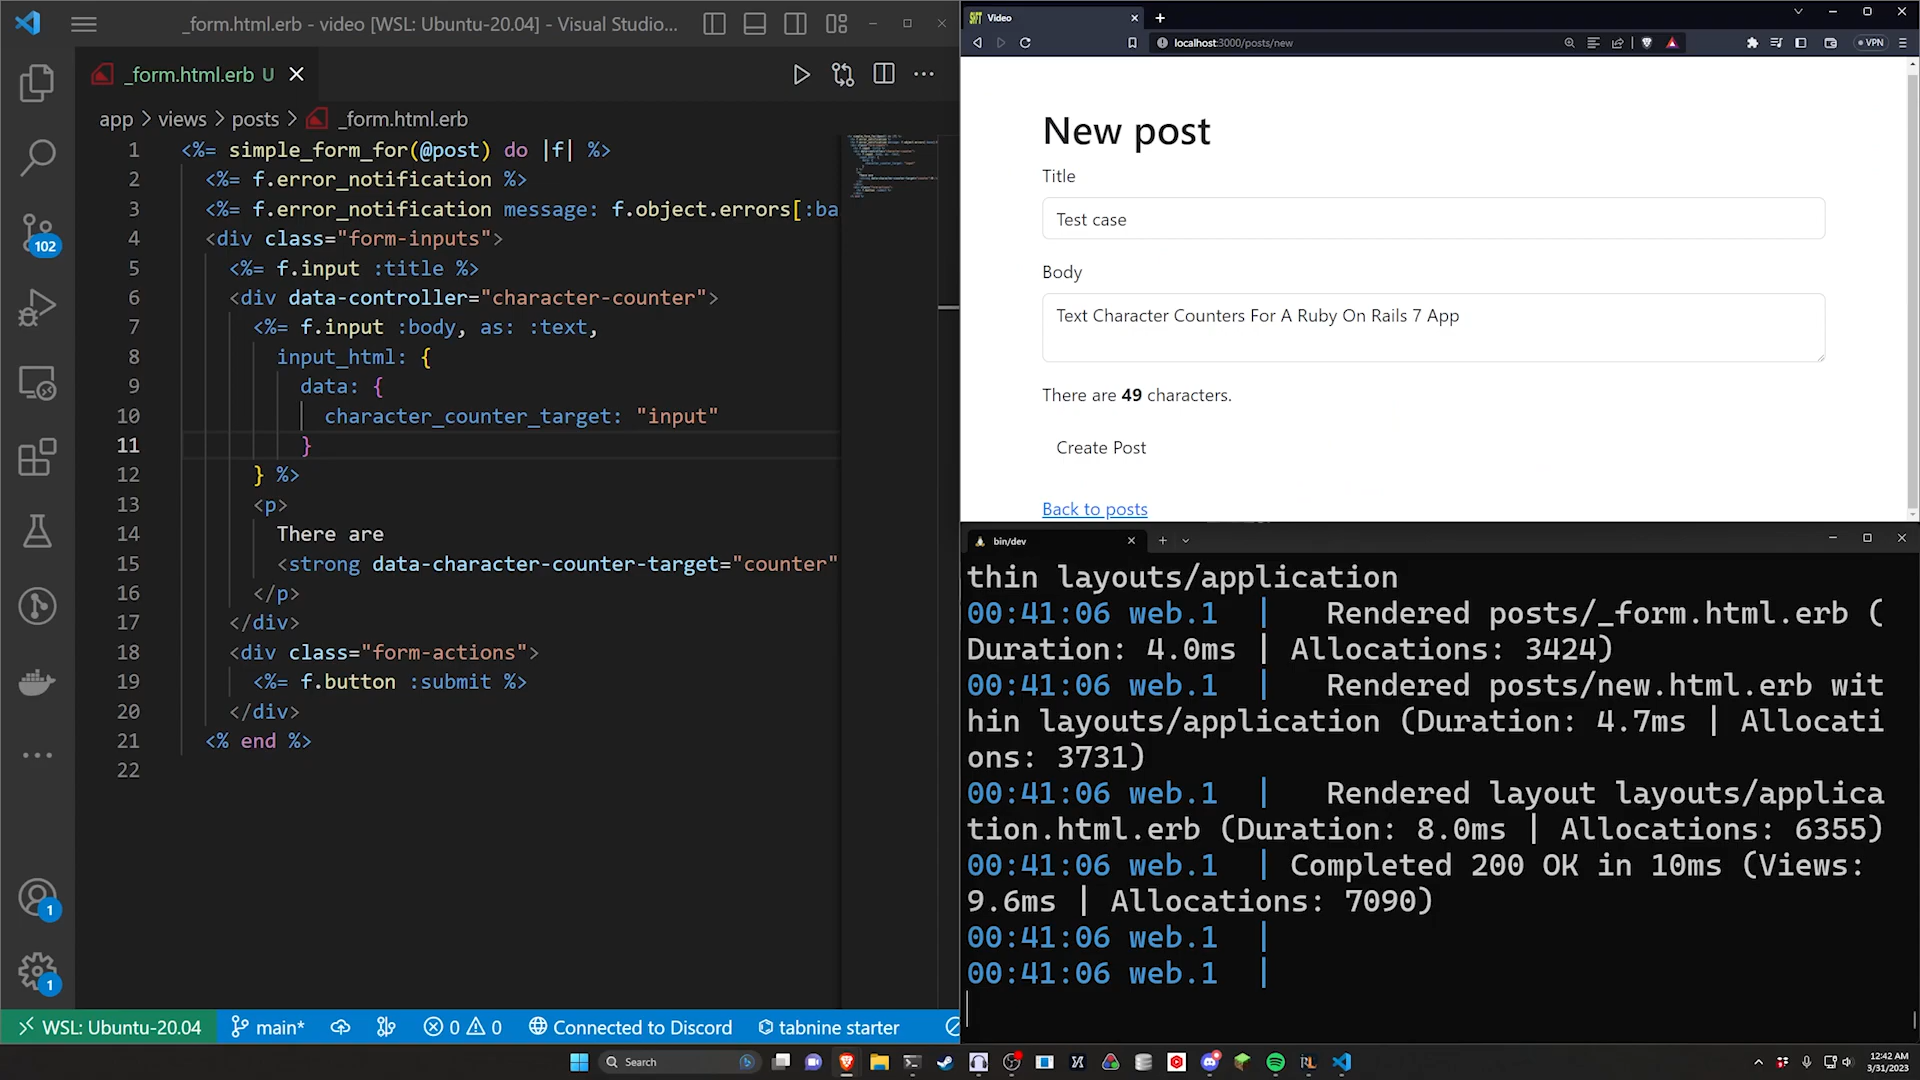 _form.html.erb - video [WSL: Ubuntu-20.04] - Visual Studio...
_form.html.erb U
app > views > posts > _form.html.erb
1 <%= simple_form_for(@post) do |f| %>
2 <%= f.error_notification %>
3 <%= f.error_notification message: f.object.errors[:ba
4 <div class="form-inputs">
5 <%= f.input :title %>
6 <div data-controller="character-counter">
7 <%= f.input :body, as: :text,
8 input_html: {
9 data: {
10 character_counter_target: "input"
11 }
12 } %>
13 <p>
14 There are
15 <strong data-character-counter-target="counter"
16 </p>
17 </div>
18 <div class="form-actions">
19 <%= f.button :submit %>
20 </div>
21 <% end %>
22
102
1
1
WSL: Ubuntu-20.04 main* 0 0 Connected to Discord tabnine starter
Video
localhost:3000/posts/new
VPN
New post
Title
Test case
Body
Text Character Counters For A Ruby On Rails 7 App
There are 49 characters.
Create Post
Back to posts
bin/dev
thin layouts/application
00:41:06 web.1 | Rendered posts/_form.html.erb (
Duration: 4.0ms | Allocations: 3424)
00:41:06 web.1 | Rendered posts/new.html.erb wit
hin layouts/application (Duration: 4.7ms | Allocati
ons: 3731)
00:41:06 web.1 | Rendered layout layouts/applica
tion.html.erb (Duration: 8.0ms | Allocations: 6355)
00:41:06 web.1 | Completed 200 OK in 10ms (Views:
9.6ms | Allocations: 7090)
00:41:06 web.1 |
00:41:06 web.1 |
Search
12:42 AM
3/31/2023